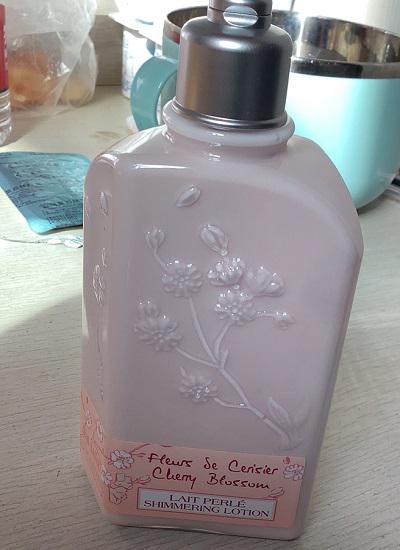 Fleurs de Cerisier
Cherry Blossom
LAIT PERLÉ
SHIMMERING LOTION